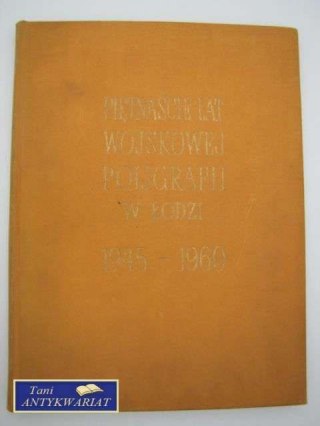 PIĘTNAŚCIE LAT
WOJSKOWEJ
POLIGRAFII
W ŁODZI
1945 - 1960
Tani
ANTYKWARIAT